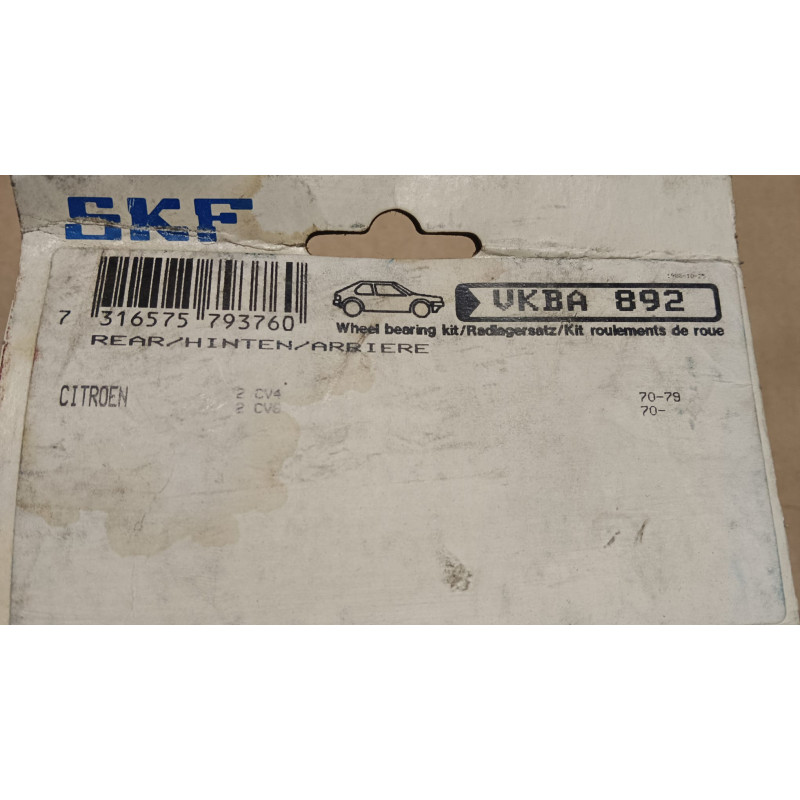 SKF
VKBA 892
7 316575 793760
Wheel bearing kit/Radlagersatz/Kit roulements de roue
REAR/HINTEN/ARRIERE
CITROEN 2 CV4 70-79
2 CV6 70-